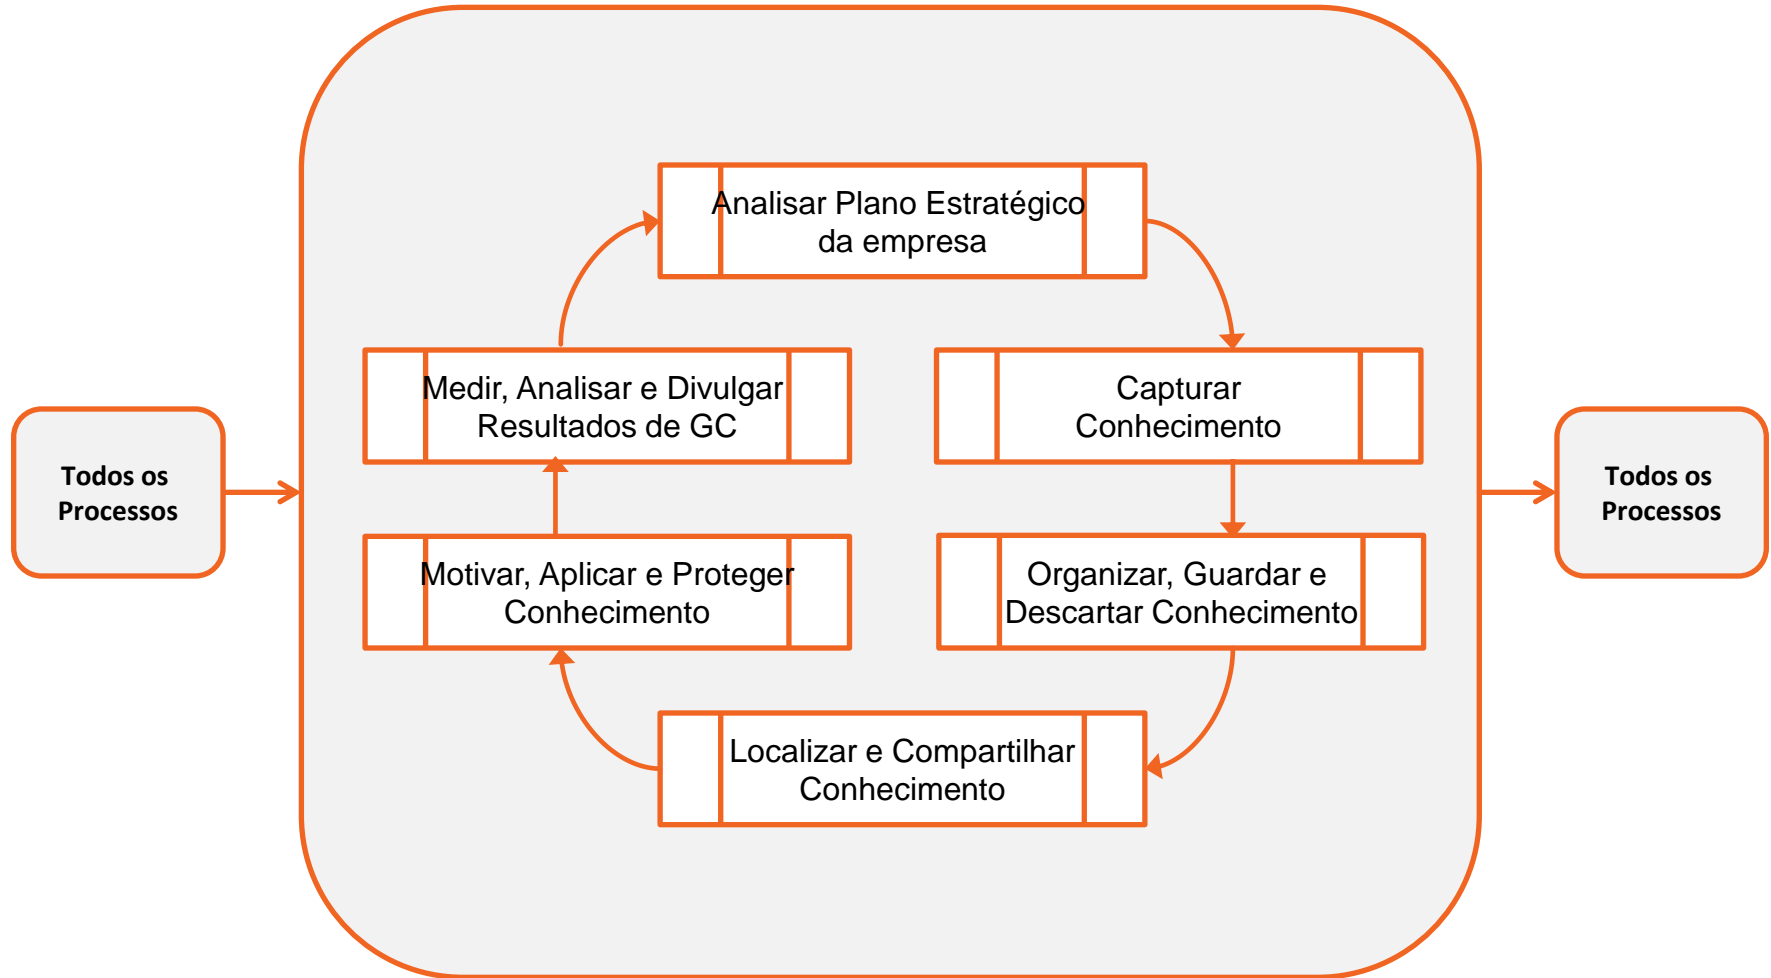 Analisar Plano Estratégico
da empresa
Medir, Analisar e Divulgar
Resultados de GC
Capturar
Conhecimento
Todos os
Processos
Todos os
Processos
Motivar, Aplicar e Proteger
Conhecimento
Organizar, Guardar e
Descartar Conhecimento
Localizar e Compartilhar
Conhecimento